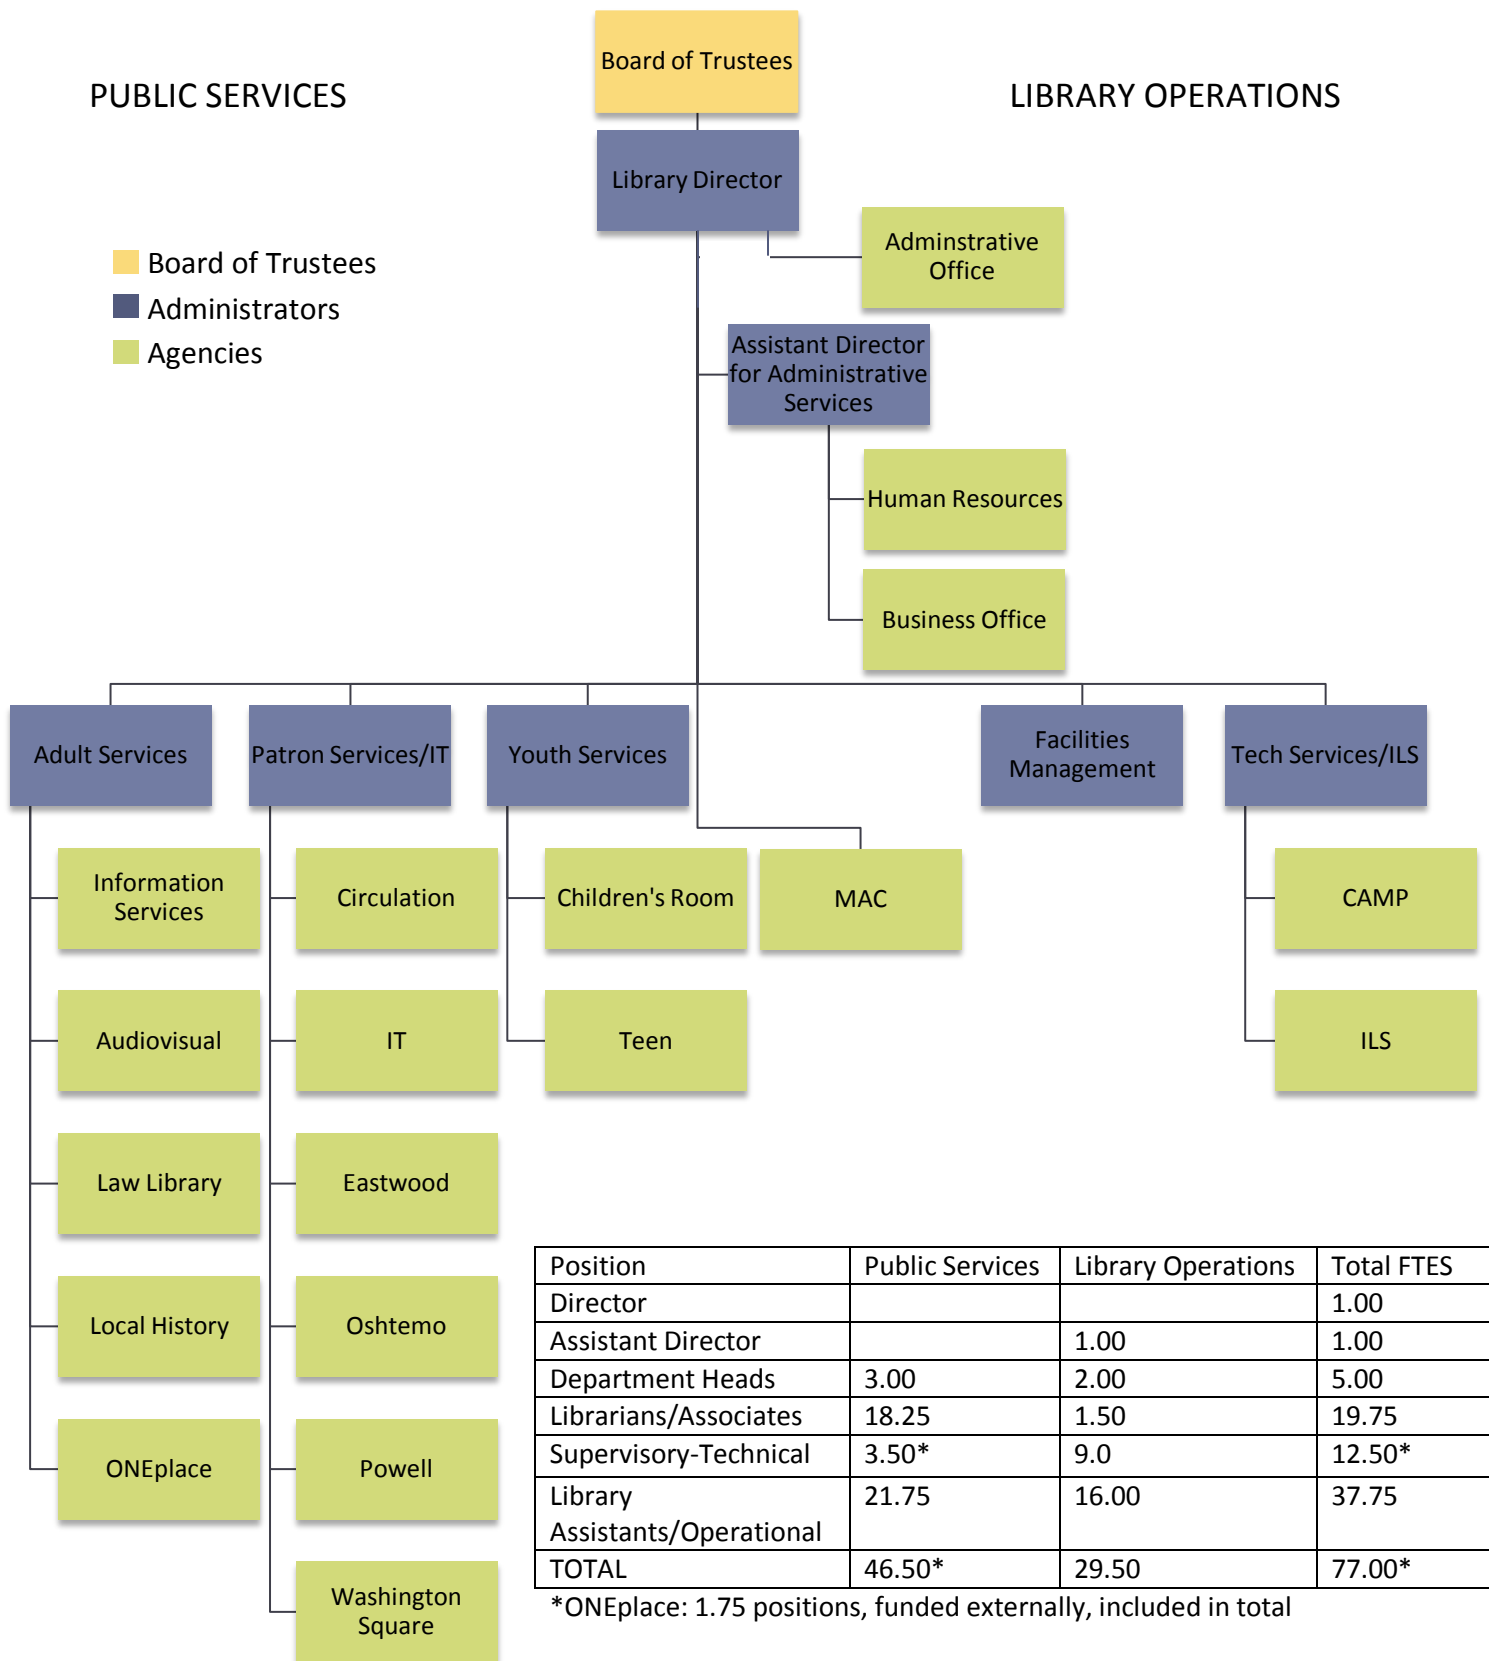 Board of Trustees
PUBLIC SERVICES
LIBRARY OPERATIONS
Library Director
Adminstrative
Office
Board of Trustees
Administrators
Agencies
Assistant Director
for Administrative
Services
Human Resources
Business Office
Adult Services
Patron Services/IT
Youth Services
Facilities
Management
Tech Services/ILS
Information
Services
Circulation
Children's Room
MAC
CAMP
Audiovisual
IT
Teen
ILS
Law Library
Eastwood
Local History
Oshtemo
ONEplace
Powell
Washington
Square
Position Public Services Library Operations Total FTES
Director 1.00
Assistant Director 1.00 1.00
Department Heads 3.00 2.00 5.00
Librarians/Associates 18.25 1.50 19.75
Supervisory-Technical 3.50* 9.0 12.50*
Library 21.75 16.00 37.75
Assistants/Operational
TOTAL 46.50* 29.50 77.00*
*ONEplace: 1.75 positions, funded externally, included in total